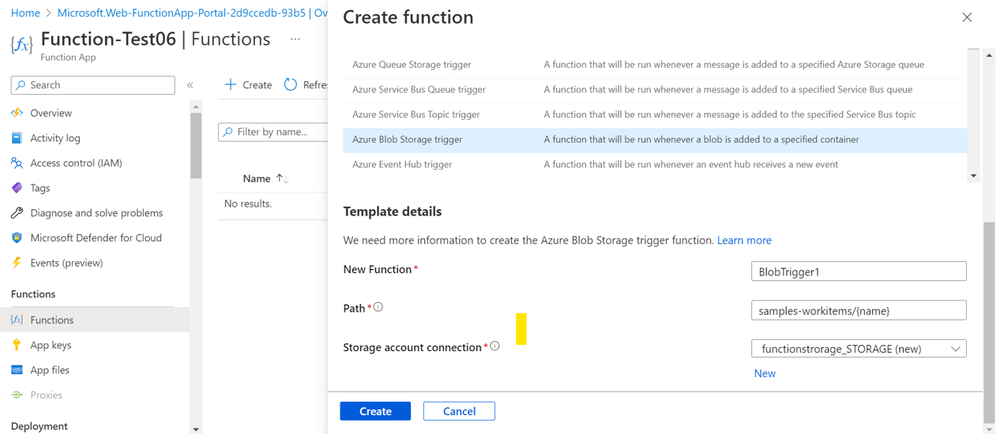 Home > Microsoft.Web-FunctionApp-Portal-2d9ccedb-93b5 | Ov
Function-Test06 | Functions ...
Function App
Search
«
Overview
Activity log
Access control (IAM)
Tags
Diagnose and solve problems
Microsoft Defender for Cloud
Events (preview)
Functions
Functions
App keys
App files
Proxies
Deployment
+ Create Refre
Filter by name...
Name ↑↓
No results.
Create function
Azure Queue Storage trigger A function that will be run whenever a message is added to a specified Azure Storage queue
Azure Service Bus Queue trigger A function that will be run whenever a message is added to a specified Service Bus queue
Azure Service Bus Topic trigger A function that will be run whenever a message is added to the specified Service Bus topic
Azure Blob Storage trigger A function that will be run whenever a blob is added to a specified container
Azure Event Hub trigger A function that will be run whenever an event hub receives a new event
Template details
We need more information to create the Azure Blob Storage trigger function. Learn more
New Function* BlobTrigger1
Path* samples-workitems/{name}
Storage account connection* functionstrorage_STORAGE (new)
New
Create Cancel